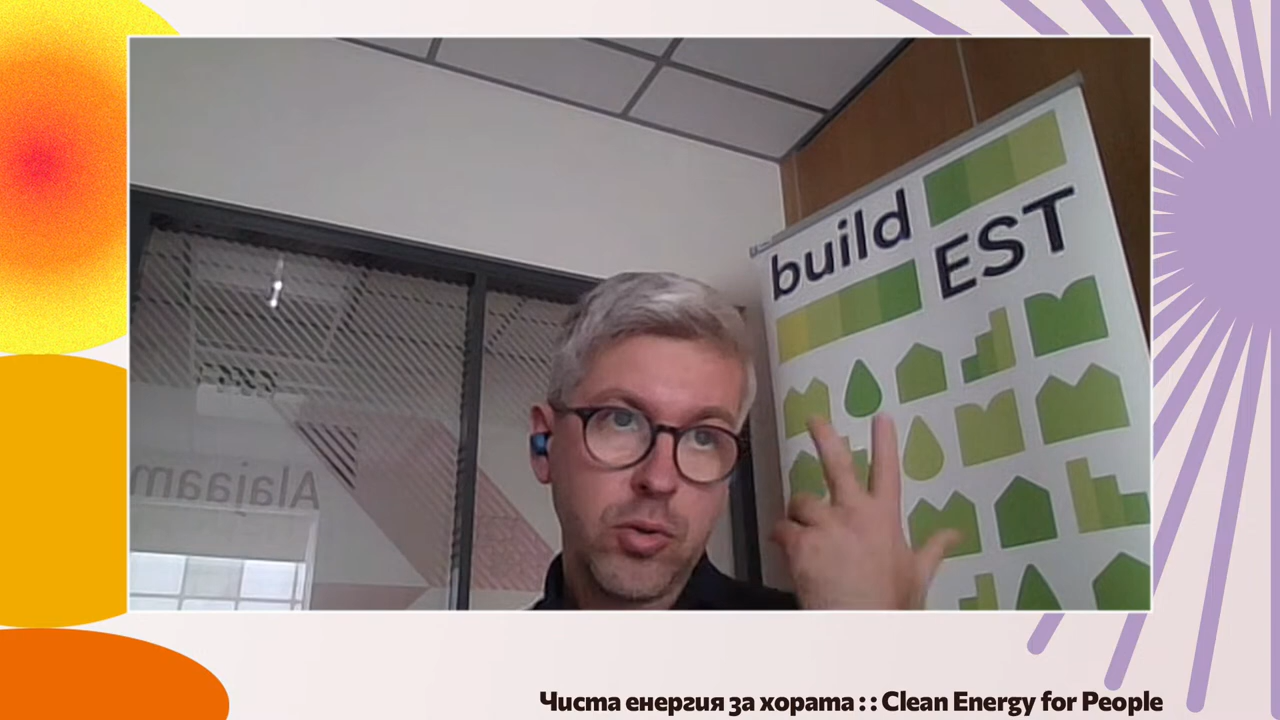 build
EST
Alajaam
Чиста енергия за хората :: Clean Energy for People